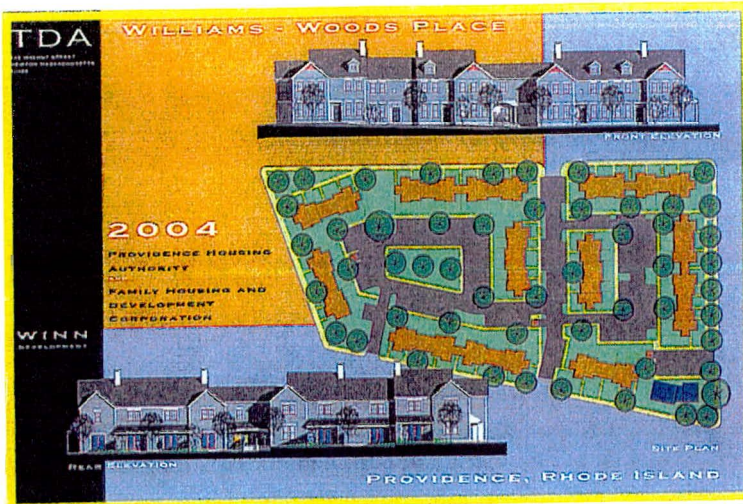 TDA
WILLIAMS - WOODS PLACE
FRONT ELEVATION
2004
PROVIDENCE HOUSING
AUTHORITY
FAMILY HOUSING AND
DEVELOPMENT
CORPORATION
WINN
DEVELOPMENT
REAR ELEVATION
SITE PLAN
PROVIDENCE, RHODE ISLAND